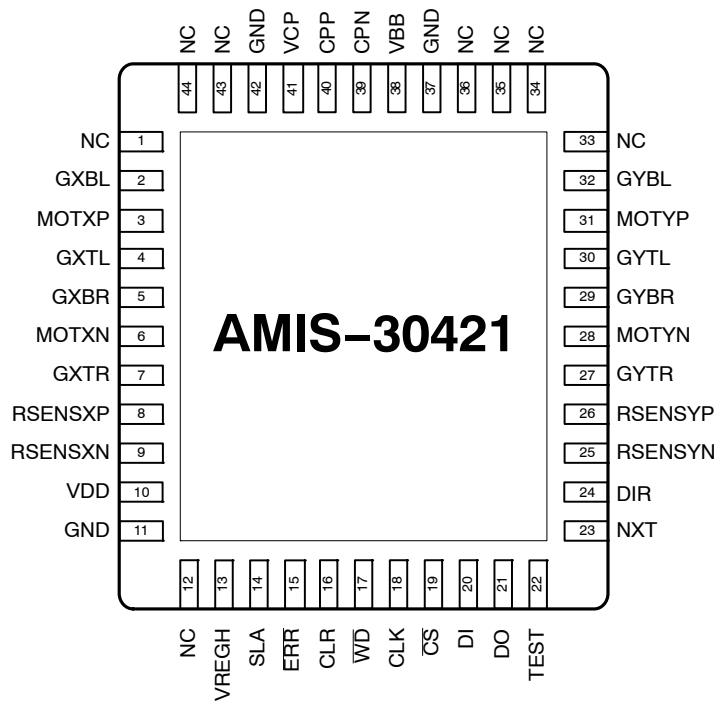 NC NC GND VCP CPP CPN VBB GND NC NC NC
44 43 42 41 40 39 38 37 36 35 34
NC 1 33 NC
GXBL 2 32 GYBL
MOTXP 3 31 MOTYP
GXTL 4 30 GYTL
GXBR 5 29 GYBR
AMIS–30421
MOTXN 6 28 MOTYN
GXTR 7 27 GYTR
RSENSXP 8 26 RSENSYP
RSENSXN 9 25 RSENSYN
VDD 10 24 DIR
GND 11 23 NXT
12 13 14 15 16 17 18 19 20 21 22
NC VREGH SLA E̅R̅R̅ CLR W̅D̅ CLK C̅S̅ DI DO TEST